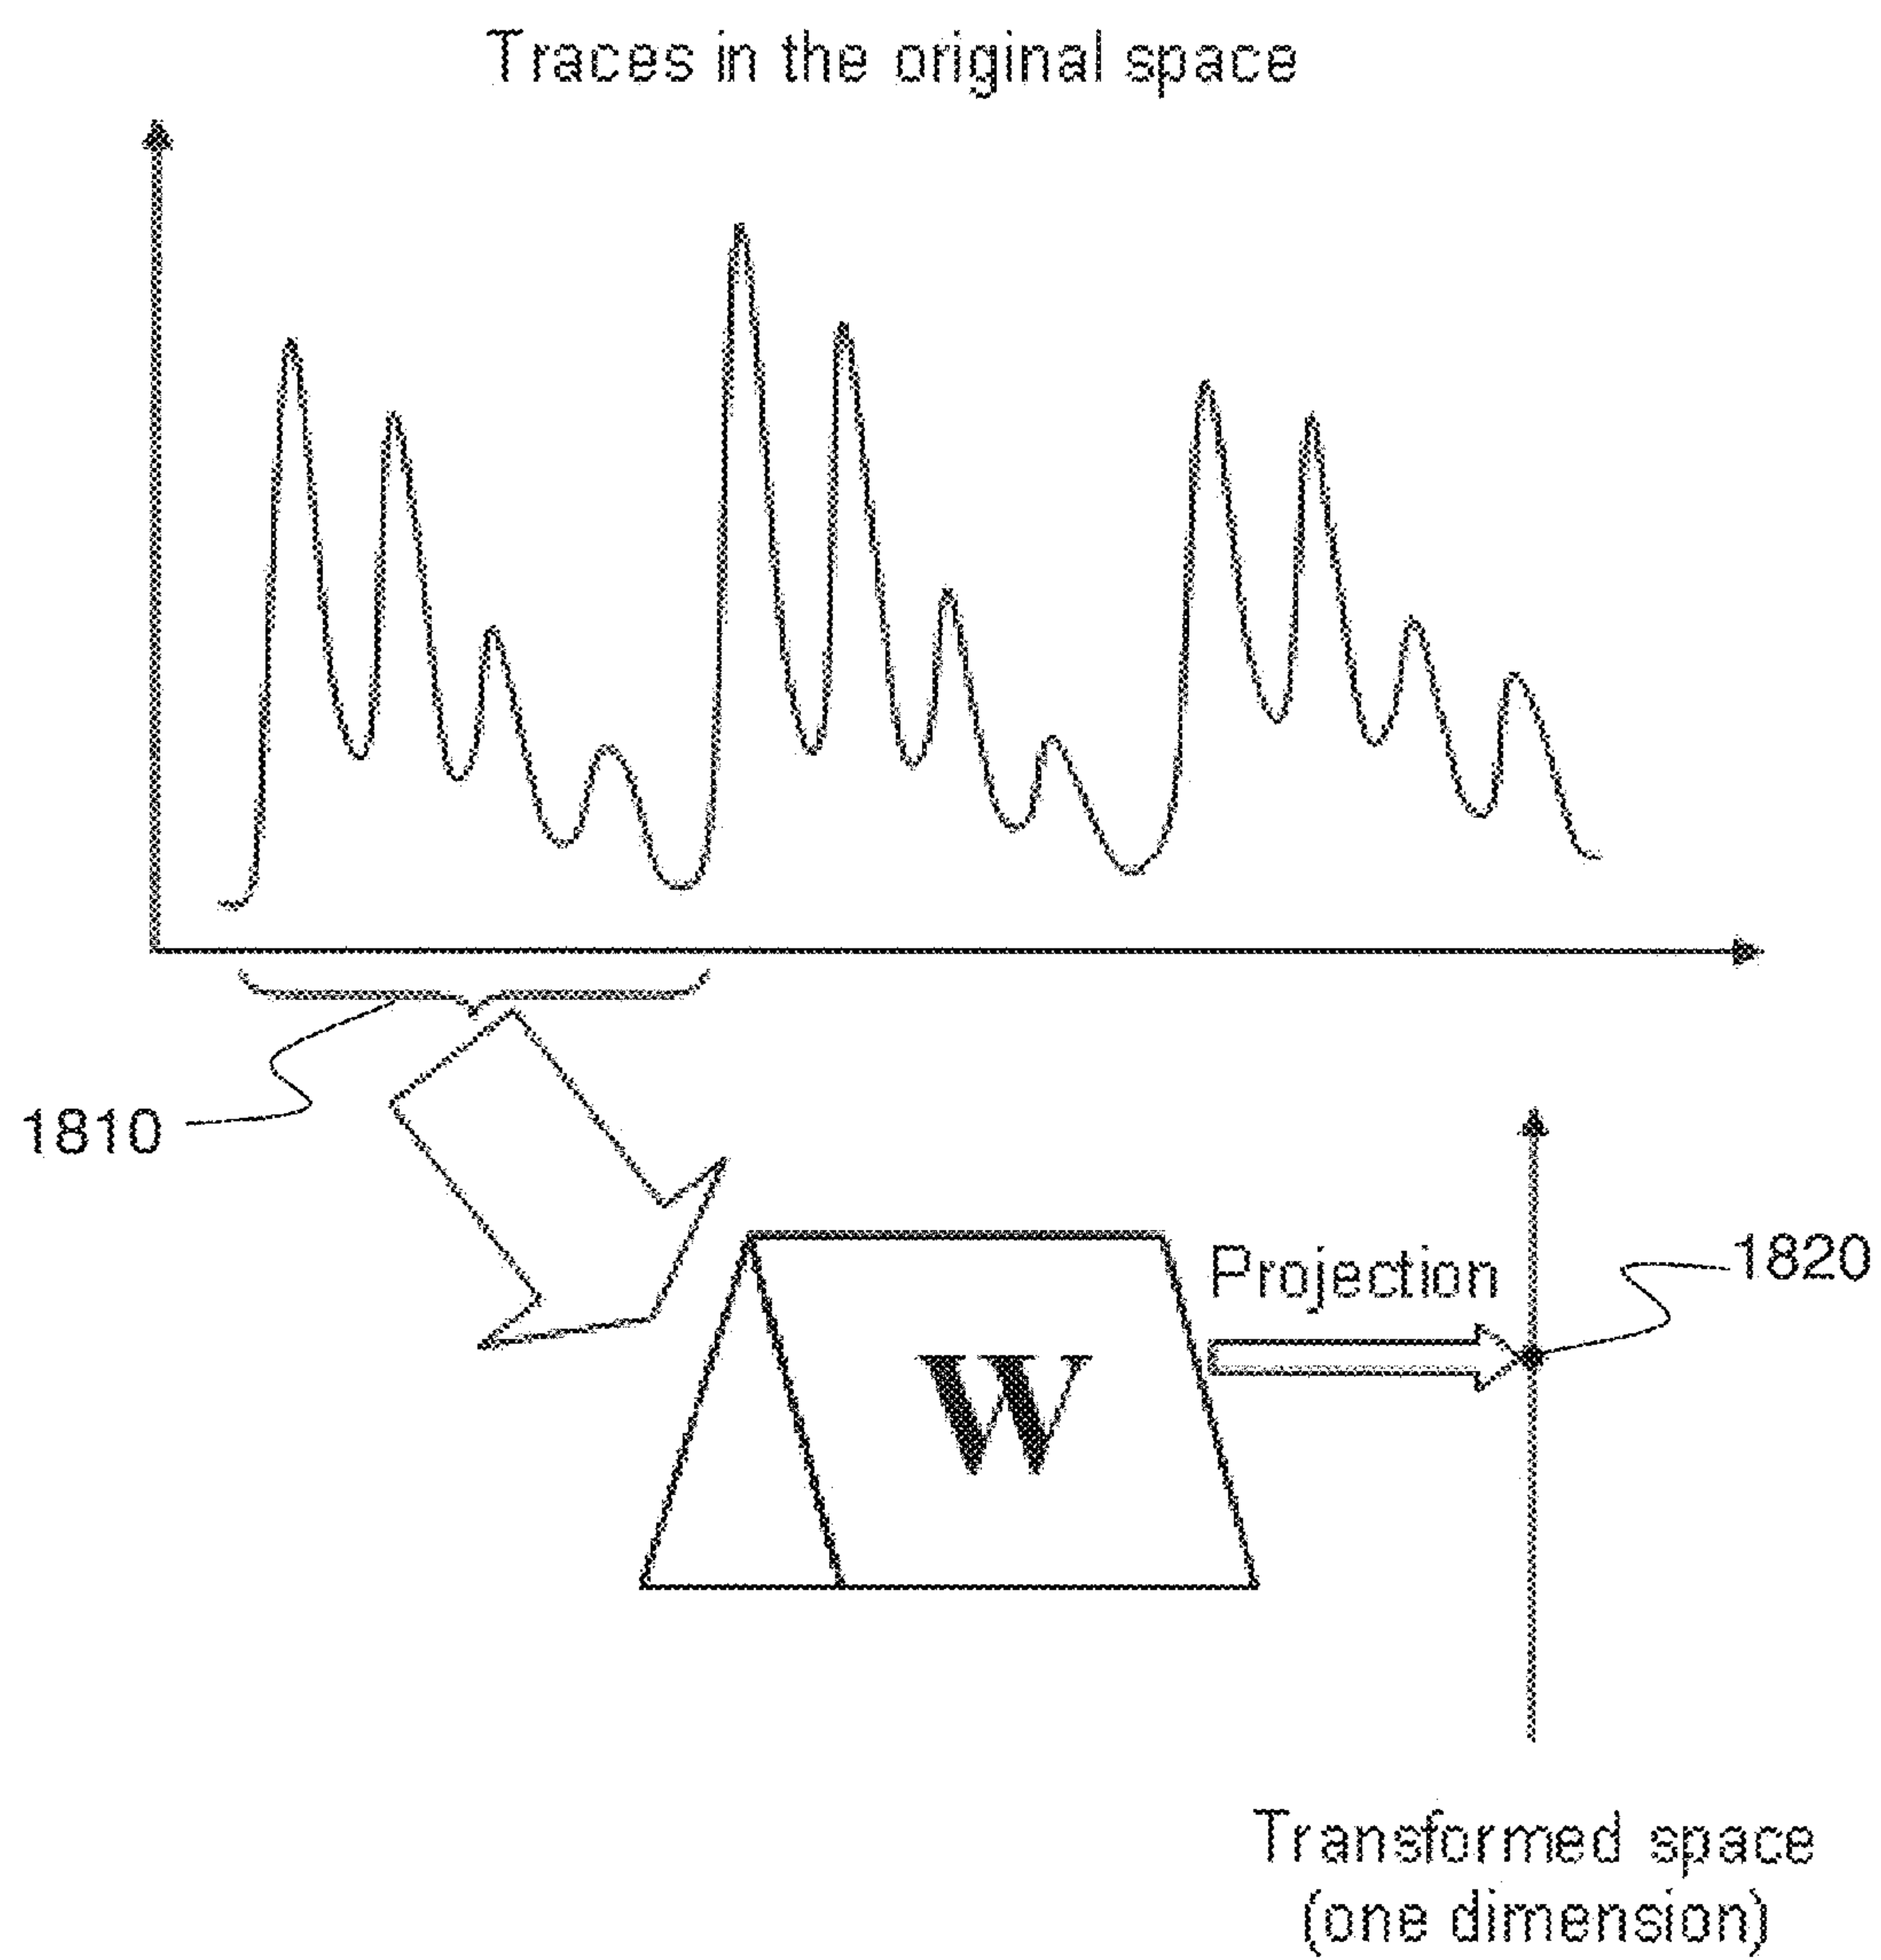 Traces in the original space
1810
Projection
1820
W
Transformed space
(one dimension)